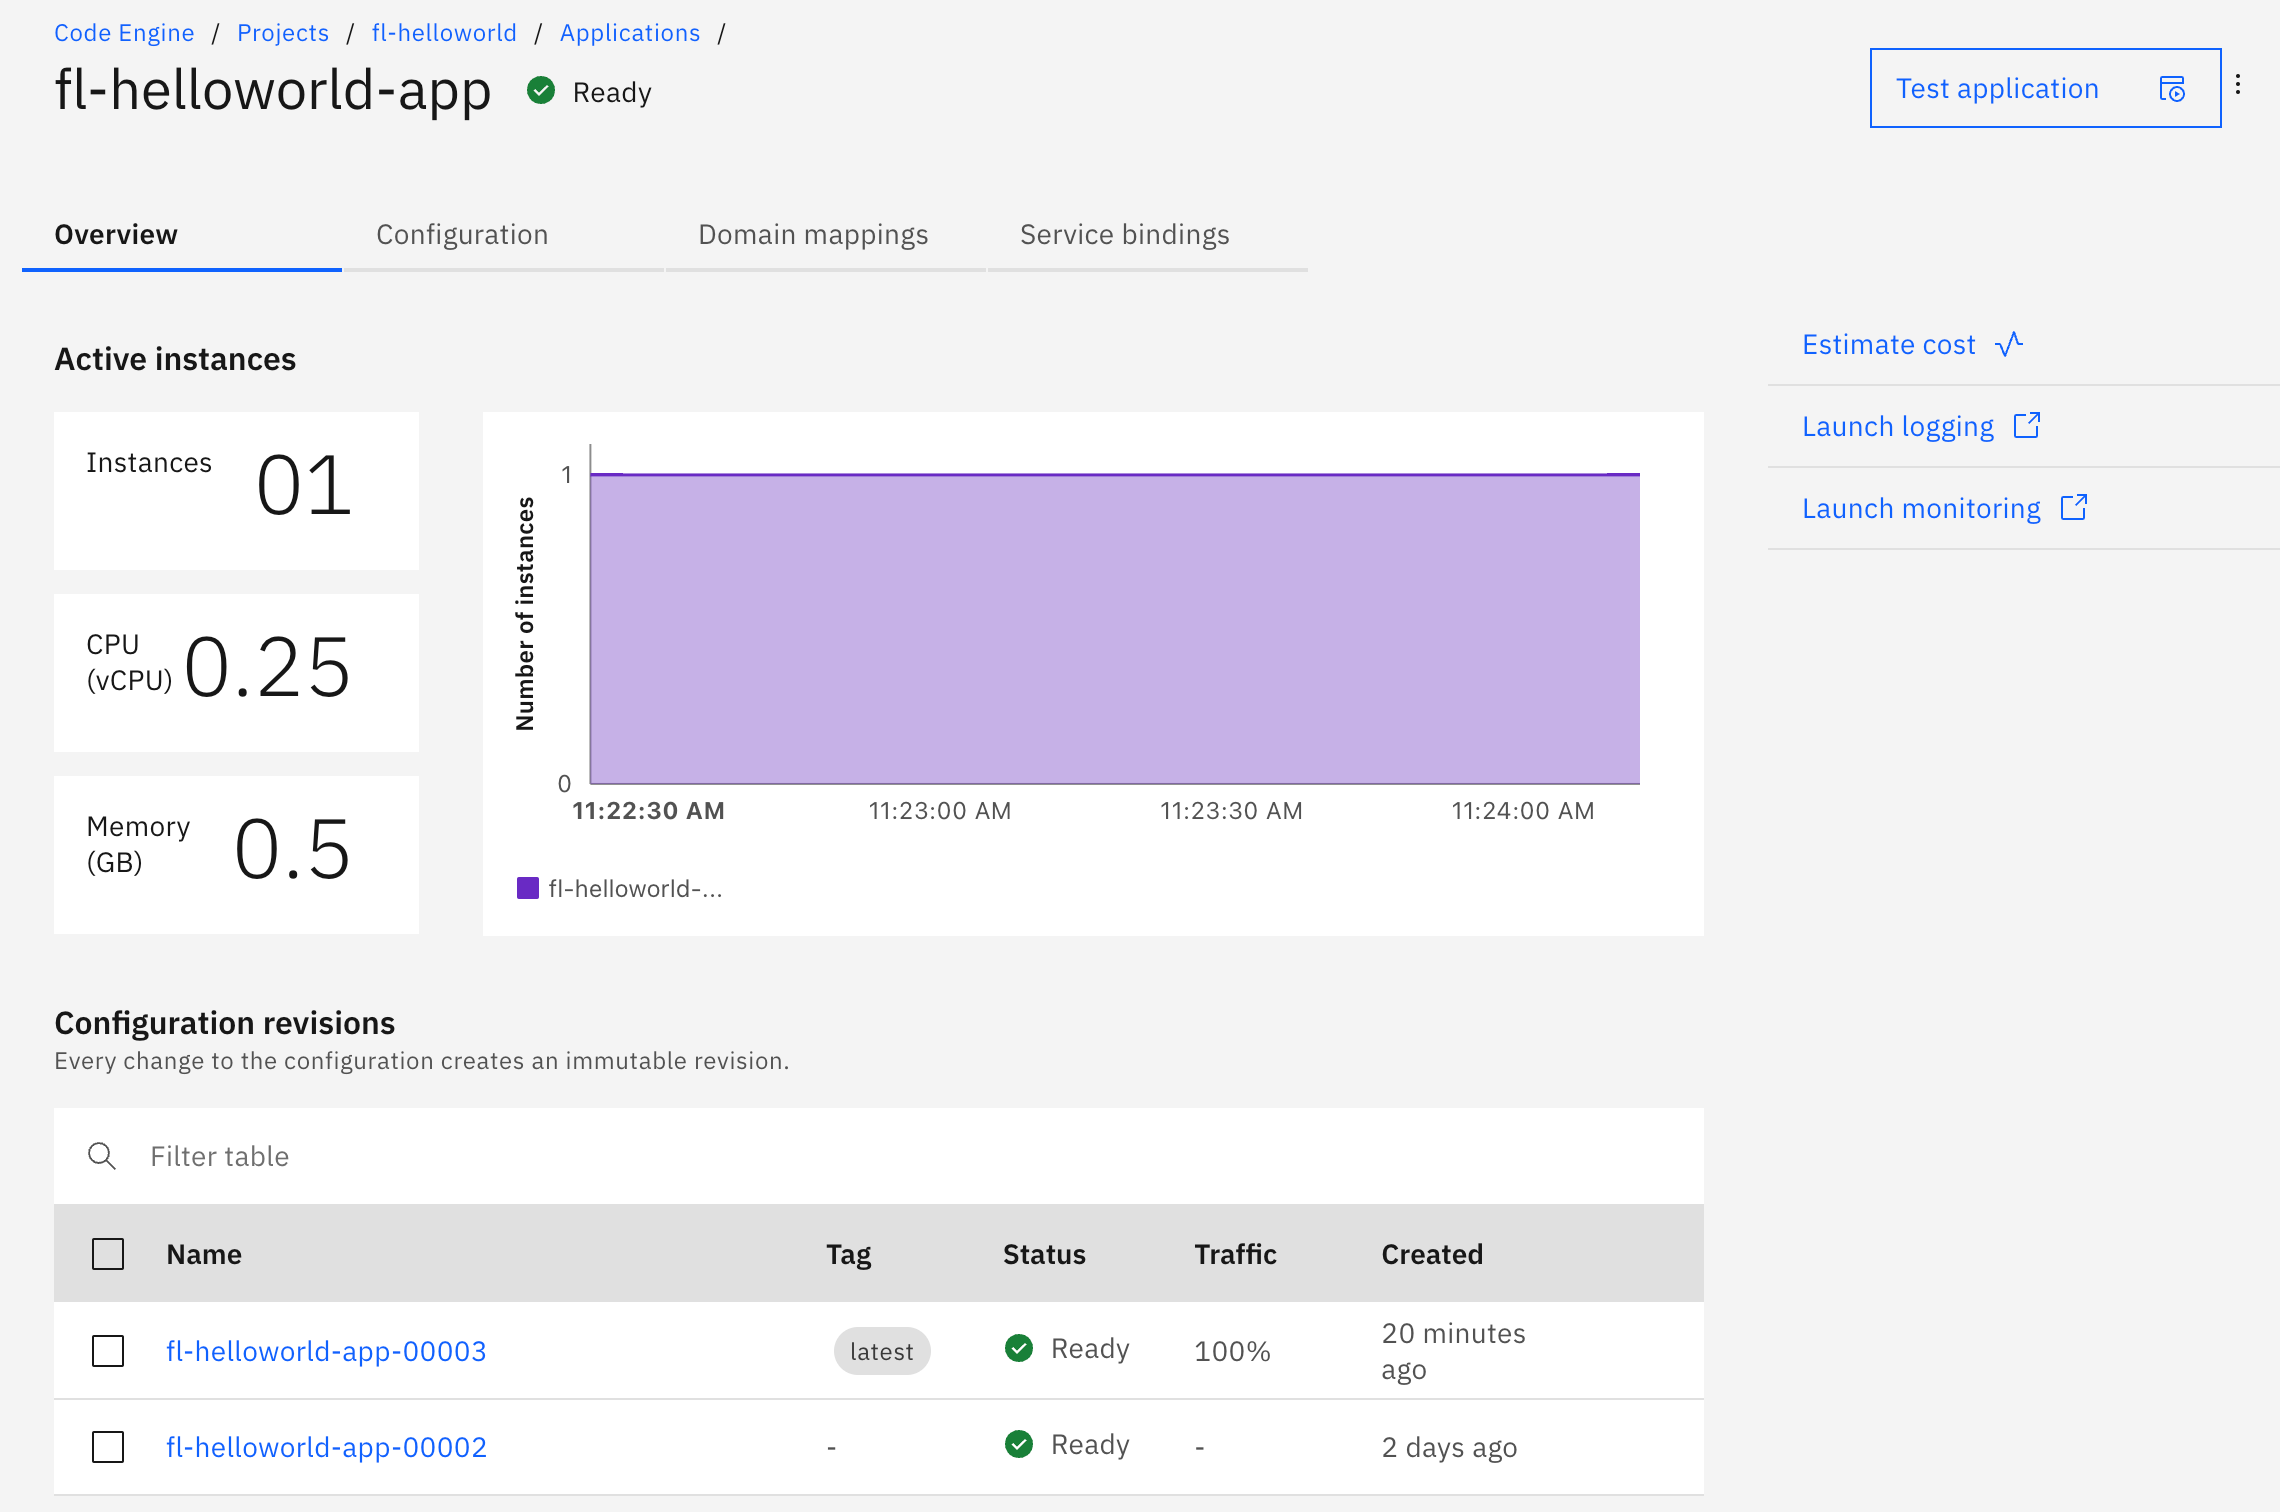 Code Engine / Projects / fl-helloworld / Applications /
fl-helloworld-app Ready
Test application
Overview Configuration Domain mappings Service bindings
Active instances
Instances 01
CPU (vCPU) 0.25
Memory (GB) 0.5
Number of instances
1
0
11:22:30 AM 11:23:00 AM 11:23:30 AM 11:24:00 AM
fl-helloworld-...
Estimate cost
Launch logging
Launch monitoring
Configuration revisions
Every change to the configuration creates an immutable revision.
Filter table
Name Tag Status Traffic Created
fl-helloworld-app-00003 latest Ready 100% 20 minutes ago
fl-helloworld-app-00002 - Ready - 2 days ago